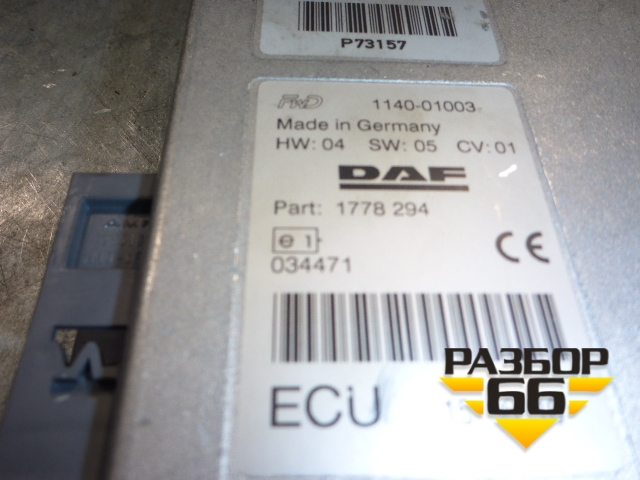 P73157
1140-01003
Made in Germany
HW: 04 SW: 05 CV: 01
DAF
Part: 1778 294
e 1
034471
CE
ECU
РАЗБОР
66